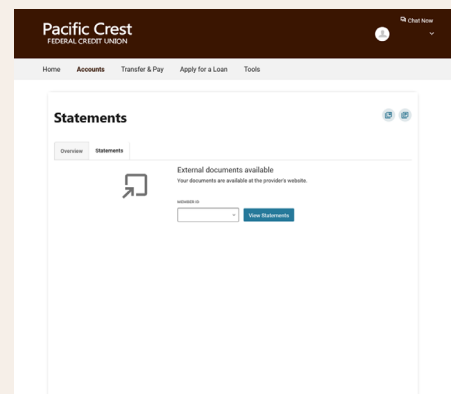 Pacific Crest
FEDERAL CREDIT UNION
Chat Now
Home Accounts Transfer & Pay Apply for a Loan Tools
Statements
Overview Statements
External documents available
Your documents are available at the provider's website.
MEMBER ID
View Statements